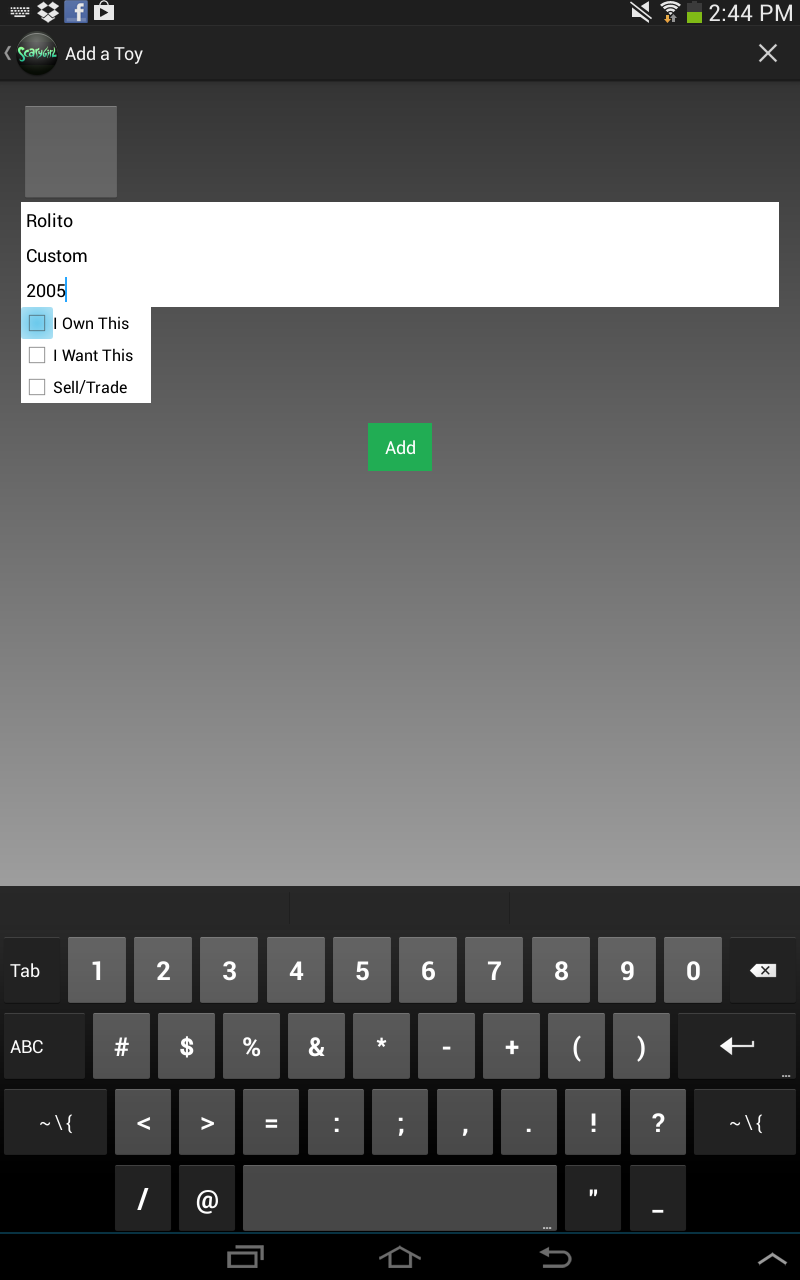 2:44 PM
Scarygirl Add a Toy
Rolito
Custom
2005
I Own This
I Want This
Sell/Trade
Add
Tab 1 2 3 4 5 6 7 8 9 0
ABC # $ % & * - + ( )
~\{ < > = : ; , . ! ? ~\{
/ @ " _